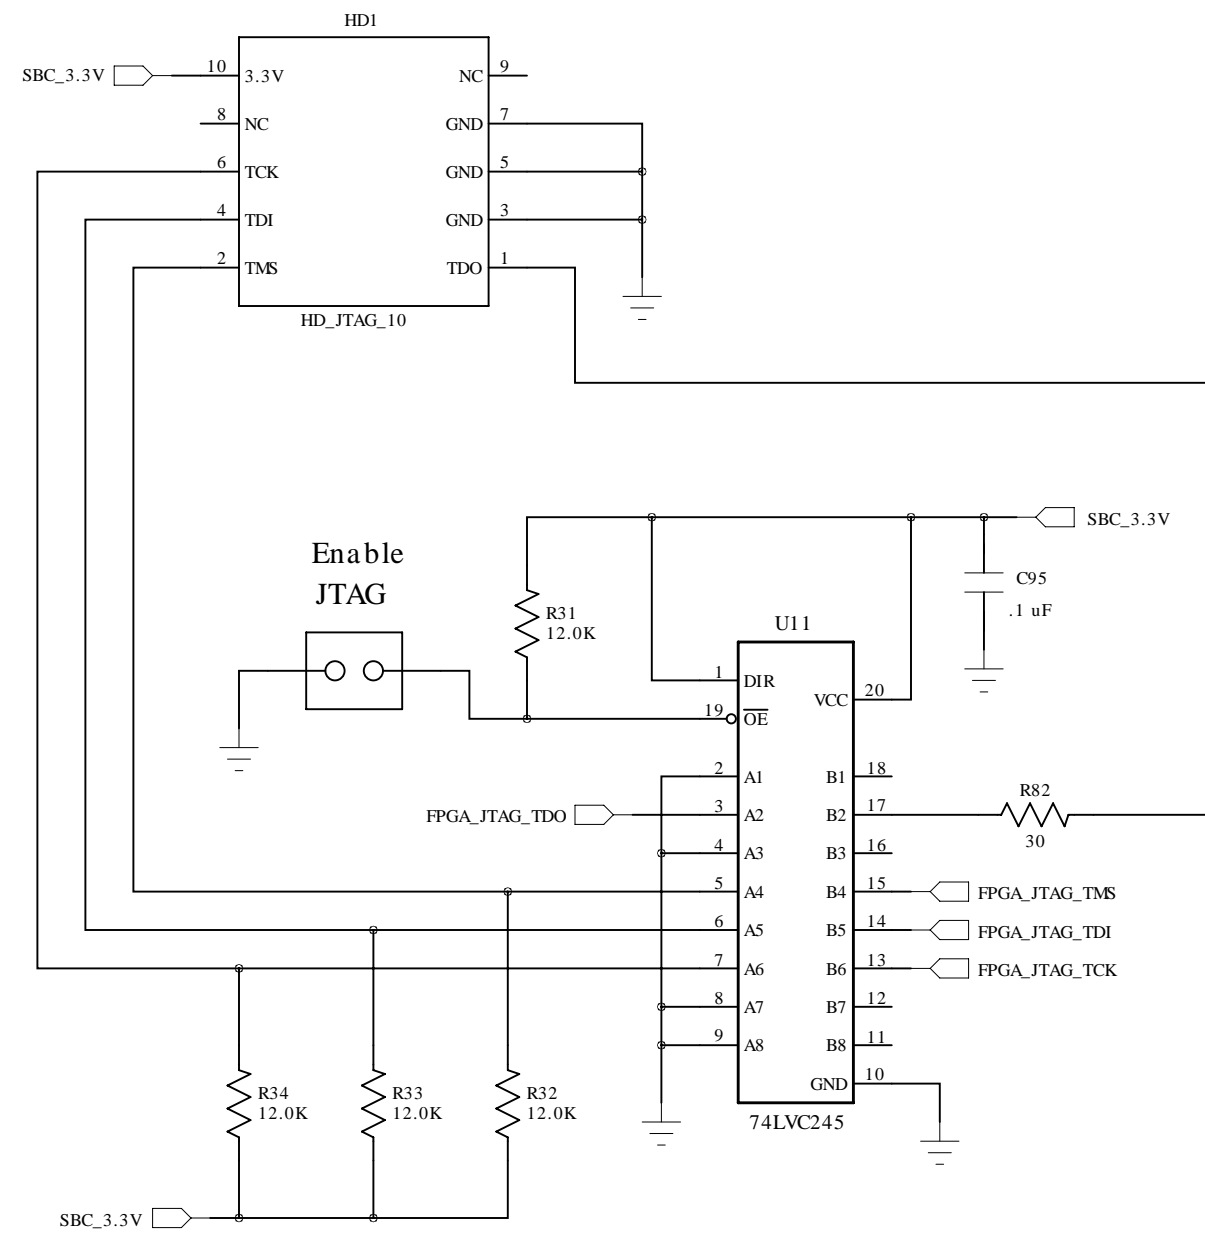 HD1
SBC_3.3V
10 3.3V NC 9
8 NC GND 7
6 TCK GND 5
4 TDI GND 3
2 TMS TDO 1
HD_JTAG_10
SBC_3.3V
Enable
JTAG
C95
.1 uF
R31
12.0K
U11
1 DIR
VCC 20
19 OE
2 A1 B1 18
R82
FPGA_JTAG_TDO 3 A2 B2 17
30
4 A3 B3 16
5 A4 B4 15 FPGA_JTAG_TMS
6 A5 B5 14 FPGA_JTAG_TDI
7 A6 B6 13 FPGA_JTAG_TCK
8 A7 B7 12
9 A8 B8 11
GND 10
R34
12.0K
R33
12.0K
R32
12.0K
74LVC245
SBC_3.3V